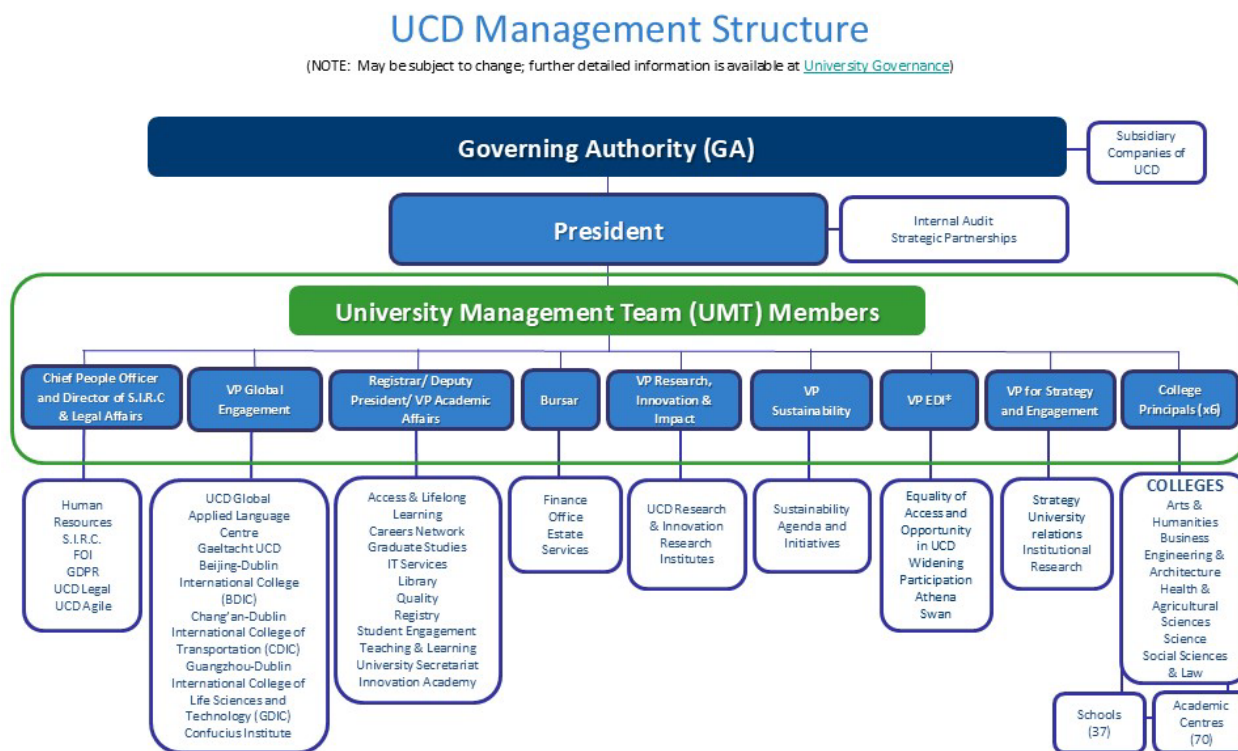 UCD Management Structure
(NOTE: May be subject to change; further detailed information is available at University Governance)
Governing Authority (GA)
Subsidiary
Companies of
UCD
President
Internal Audit
Strategic Partnerships
University Management Team (UMT) Members
Chief People Officer
and Director of S.I.R.C
& Legal Affairs
VP Global
Engagement
Registrar/ Deputy
President/ VP Academic
Affairs
Bursar
VP Research,
Innovation &
Impact
VP
Sustainability
VP EDI*
VP for Strategy
and Engagement
College
Principals (x6)
Human
Resources
S.I.R.C.
FOI
GDPR
UCD Legal
UCD Agile
UCD Global
Applied Language
Centre
Gaeltacht UCD
Beijing-Dublin
International College
(BDIC)
Chang'an-Dublin
International College of
Transportation (CDIC)
Guangzhou-Dublin
International College of
Life Sciences and
Technology (GDIC)
Confucius Institute
Access & Lifelong
Learning
Careers Network
Graduate Studies
IT Services
Library
Quality
Registry
Student Engagement
Teaching & Learning
University Secretariat
Innovation Academy
Finance
Office
Estate
Services
UCD Research
& Innovation
Research
Institutes
Sustainability
Agenda and
Initiatives
Equality of
Access and
Opportunity
in UCD
Widening
Participation
Athena
Swan
Strategy
University
relations
Institutional
Research
COLLEGES
Arts &
Humanities
Business
Engineering &
Architecture
Health &
Agricultural
Sciences
Science
Social Sciences
& Law
Schools
(37)
Academic
Centres
(70)